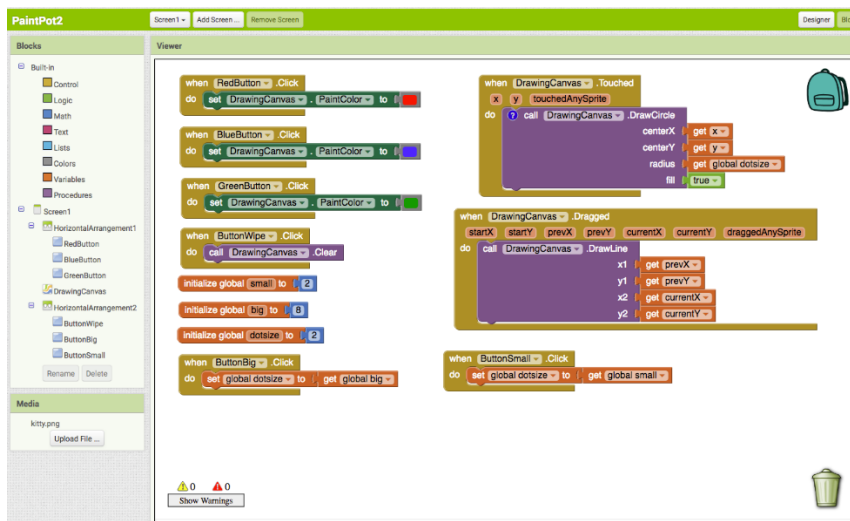 PaintPot2
Screen1 Add Screen ... Remove Screen
Designer
Blocks
Viewer
Built-in
Control
Logic
Math
Text
Lists
Colors
Variables
Procedures
Screen1
HorizontalArrangement1
RedButton
BlueButton
GreenButton
DrawingCanvas
HorizontalArrangement2
ButtonWipe
ButtonBig
ButtonSmall
Rename Delete
Media
kitty.png
Upload File ...
when RedButton .Click
do set DrawingCanvas . PaintColor to
when BlueButton .Click
do set DrawingCanvas . PaintColor to
when GreenButton .Click
do set DrawingCanvas . PaintColor to
when ButtonWipe .Click
do call DrawingCanvas .Clear
initialize global small to 2
initialize global big to 8
initialize global dotsize to 2
when ButtonBig .Click
do set global dotsize to get global big
when DrawingCanvas .Touched
x y touchedAnySprite
do ? call DrawingCanvas .DrawCircle
centerX get x
centerY get y
radius get global dotsize
fill true
when DrawingCanvas .Dragged
startX startY prevX prevY currentX currentY draggedAnySprite
do call DrawingCanvas .DrawLine
x1 get prevX
y1 get prevY
x2 get currentX
y2 get currentY
when ButtonSmall .Click
do set global dotsize to get global small
0 0
Show Warnings